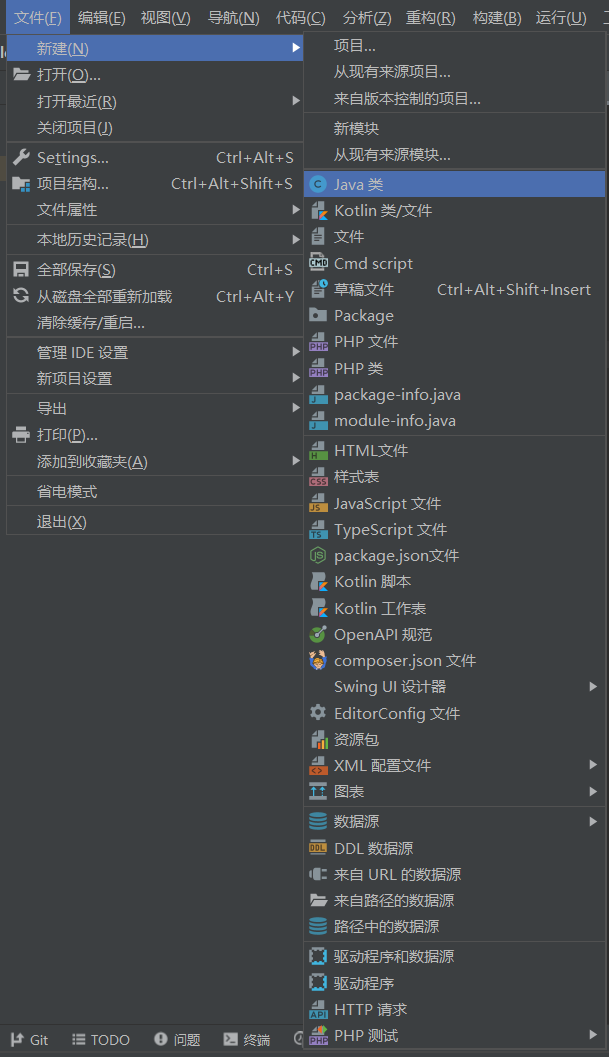 文件(F) 编辑(E) 视图(V) 导航(N) 代码(C) 分析(Z) 重构(R) 构建(B) 运行(U)
新建(N)
打开(O)...
打开最近(R)
关闭项目(J)
Settings... Ctrl+Alt+S
项目结构... Ctrl+Alt+Shift+S
文件属性
本地历史记录(H)
全部保存(S) Ctrl+S
从磁盘全部重新加载 Ctrl+Alt+Y
清除缓存/重启...
管理 IDE 设置
新项目设置
导出
打印(P)...
添加到收藏夹(A)
省电模式
退出(X)
项目...
从现有来源项目...
来自版本控制的项目...
新模块
从现有来源模块...
C Java 类
Kotlin 类/文件
文件
CMD Cmd script
草稿文件 Ctrl+Alt+Shift+Insert
Package
PHP PHP 文件
PHP PHP 类
J package-info.java
J module-info.java
H HTML文件
CSS 样式表
JS JavaScript 文件
TS TypeScript 文件
JS package.json文件
Kotlin 脚本
Kotlin 工作表
OpenAPI 规范
composer.json 文件
Swing UI 设计器
EditorConfig 文件
资源包
<> XML 配置文件
图表
数据源
DDL DDL 数据源
来自 URL 的数据源
来自路径的数据源
路径中的数据源
驱动程序和数据源
驱动程序
API HTTP 请求
PHP PHP 测试
Git TODO 问题 终端